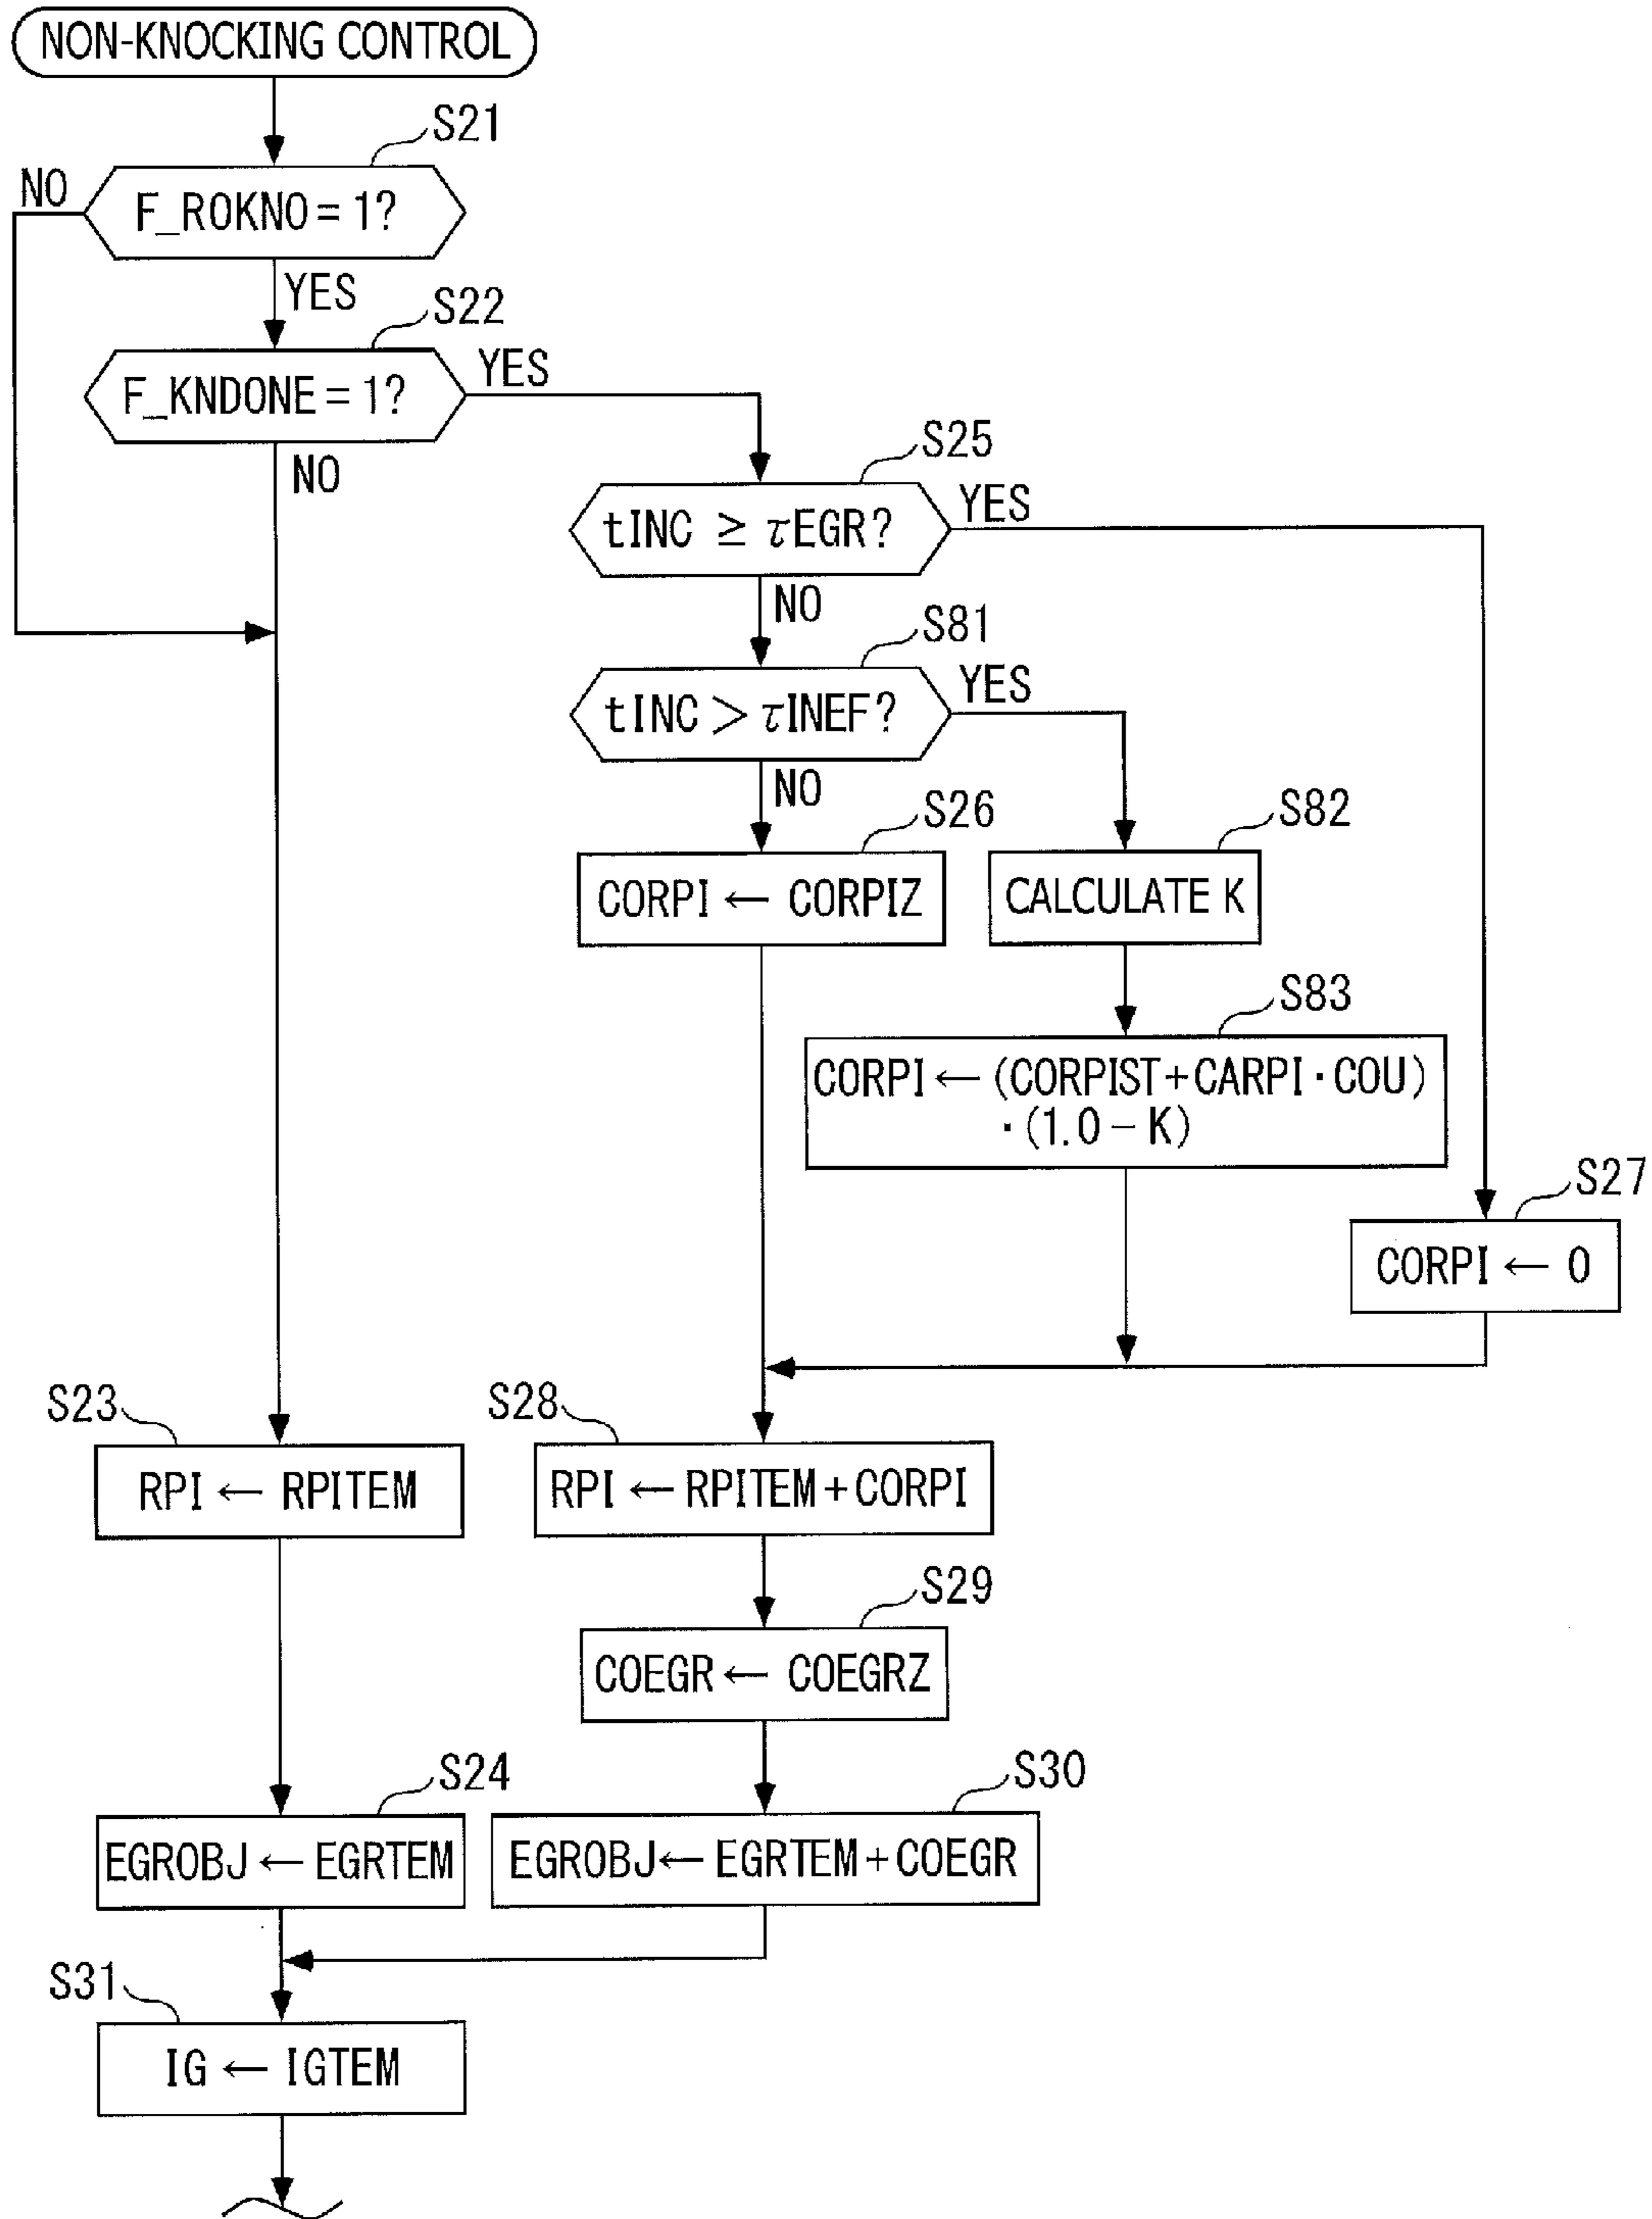 NON-KNOCKING CONTROL
S21
NO
F_ROKNO = 1?
YES
S22
F_KNDONE = 1?
YES
NO
S25
tINC ≥ τEGR?
YES
NO
S81
tINC > τINEF?
YES
NO
S26
CORPI ← CORPIZ
S82
CALCULATE K
S83
CORPI ← (CORPIST + CARPI · COU)
· (1.0 − K)
S27
CORPI ← 0
S23
RPI ← RPITEM
S28
RPI ← RPITEM + CORPI
S29
COEGR ← COEGRZ
S24
EGROBJ ← EGRTEM
S30
EGROBJ ← EGRTEM + COEGR
S31
IG ← IGTEM